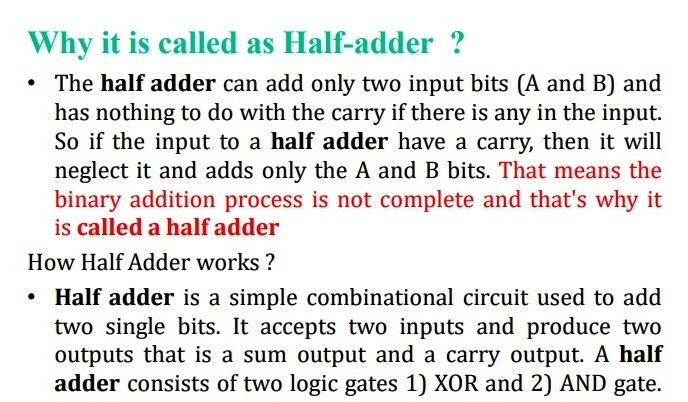 Why it is called as Half-adder ?
• The half adder can add only two input bits (A and B) and
has nothing to do with the carry if there is any in the input.
So if the input to a half adder have a carry, then it will
neglect it and adds only the A and B bits. That means the
binary addition process is not complete and that's why it
is called a half adder
How Half Adder works ?
• Half adder is a simple combinational circuit used to add
two single bits. It accepts two inputs and produce two
outputs that is a sum output and a carry output. A half
adder consists of two logic gates 1) XOR and 2) AND gate.